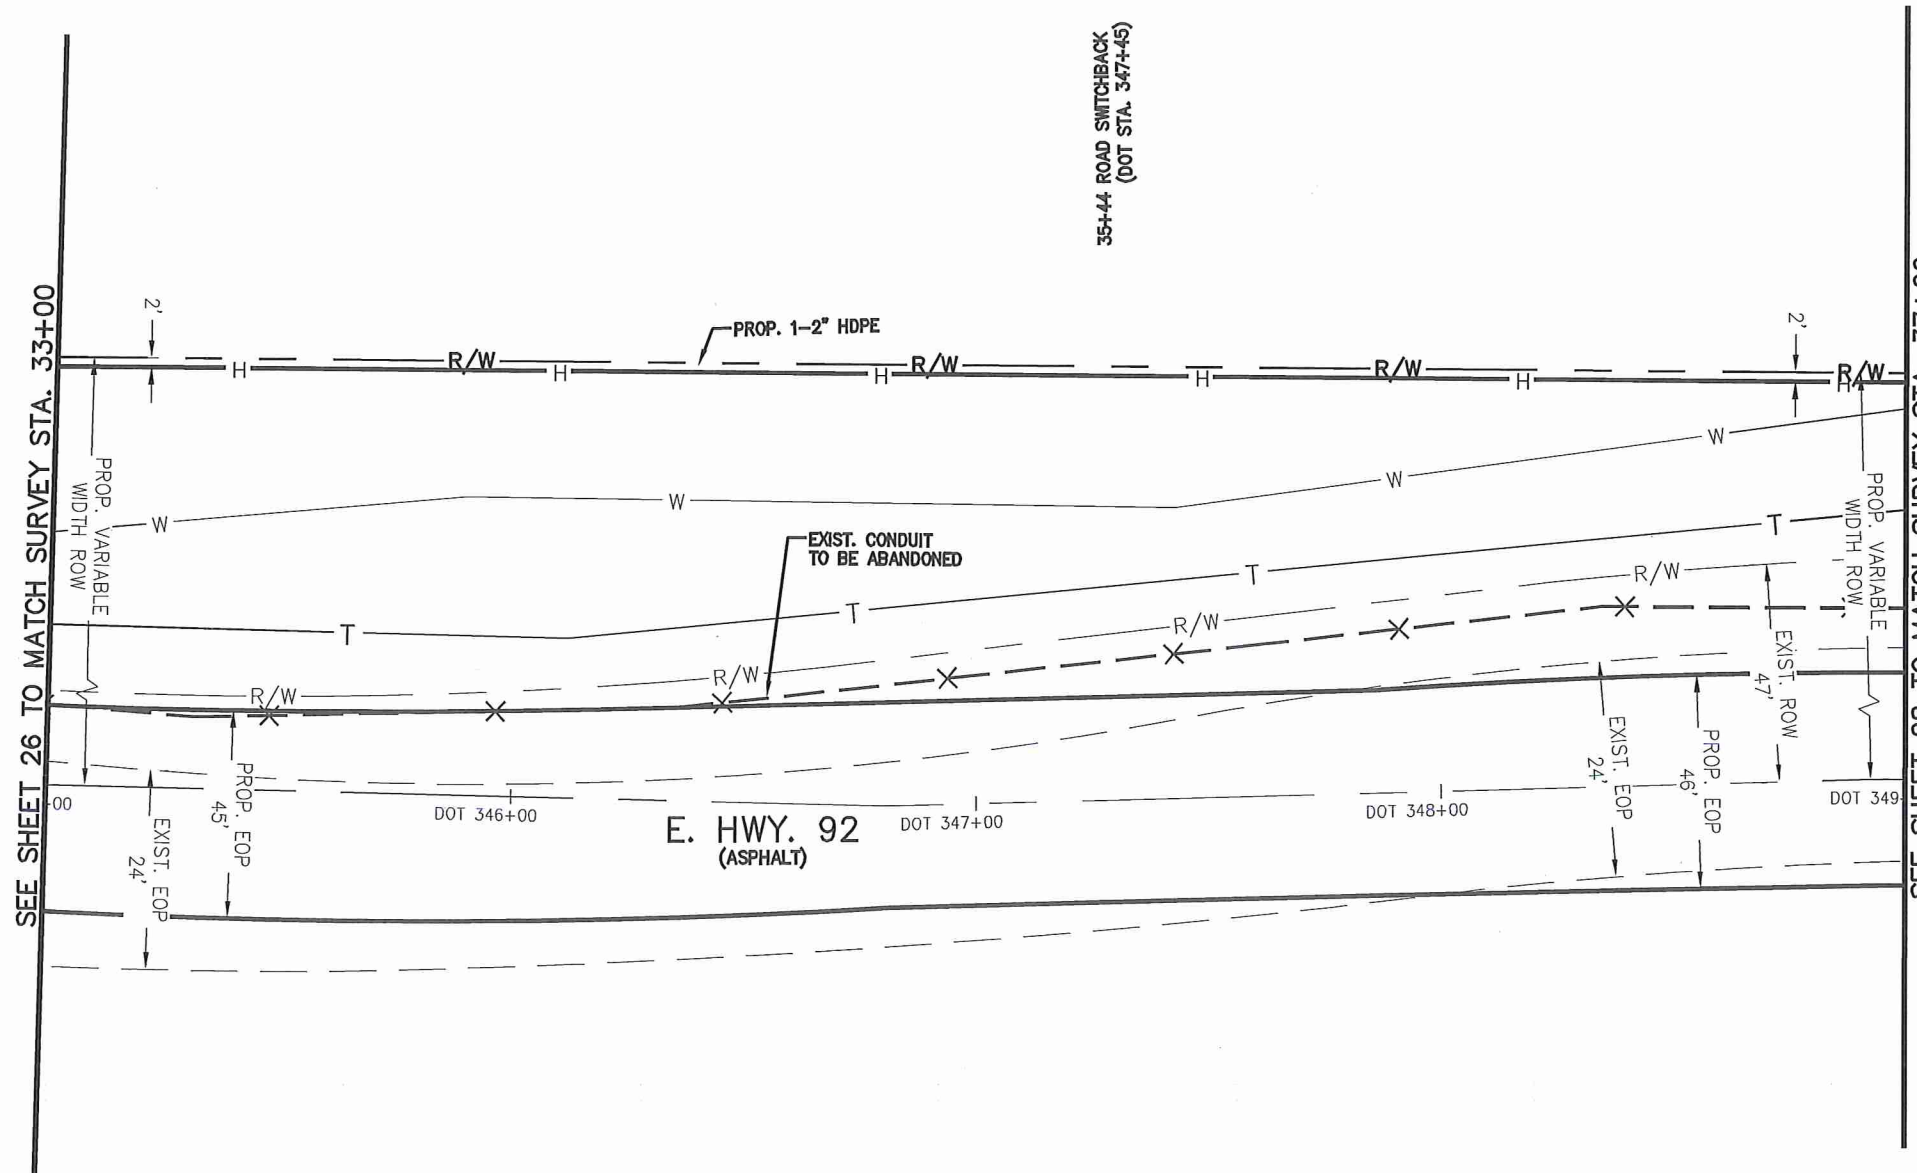 35+44 ROAD SWITCHBACK
(DOT STA. 347+45)
SEE SHEET 26 TO MATCH SURVEY STA. 33+00
2'
PROP. 1-2" HDPE
2'
H
R/W
H
H
R/W
H
R/W
H
H
R/W
W
W
W
W
PROP. VARIABLE
WIDTH ROW
PROP. VARIABLE
WIDTH ROW
EXIST. CONDUIT
TO BE ABANDONED
T
T
T
T
R/W
R/W
R/W
R/W
EXIST. ROW
47'
EXIST. EOP
24'
PROP. EOP
46'
PROP. EOP
45'
EXIST. EOP
24'
+00
DOT 346+00
DOT 347+00
DOT 348+00
DOT 349+
E. HWY. 92
(ASPHALT)